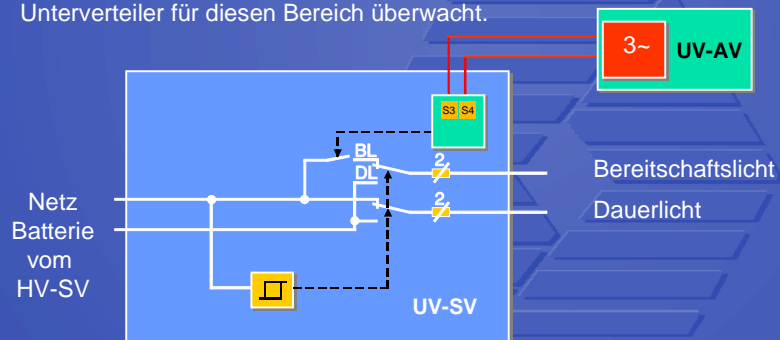 Unterverteiler für diesen Bereich überwacht.
3~
UV-AV
S3 S4
BL
DL
2
2
Bereitschaftslicht
Dauerlicht
Netz
Batterie
vom
HV-SV
UV-SV